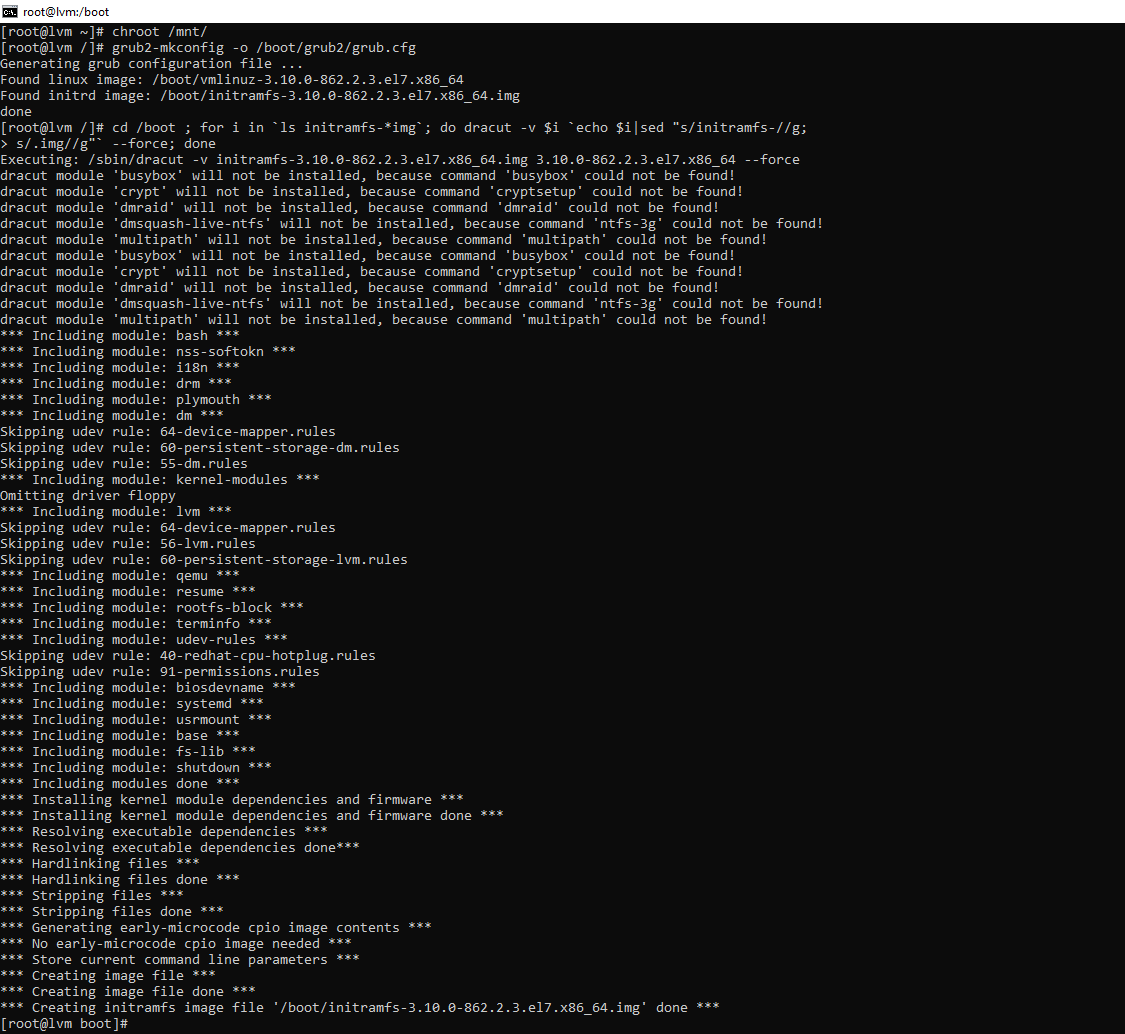 root@lvm:/boot
[root@lvm ~]# chroot /mnt/
[root@lvm /]# grub2-mkconfig -o /boot/grub2/grub.cfg
Generating grub configuration file ...
Found linux image: /boot/vmlinuz-3.10.0-862.2.3.el7.x86_64
Found initrd image: /boot/initramfs-3.10.0-862.2.3.el7.x86_64.img
done
[root@lvm /]# cd /boot ; for i in `ls initramfs-*img`; do dracut -v $i `echo $i|sed "s/initramfs-//g;
> s/.img//g"` --force; done
Executing: /sbin/dracut -v initramfs-3.10.0-862.2.3.el7.x86_64.img 3.10.0-862.2.3.el7.x86_64 --force
dracut module 'busybox' will not be installed, because command 'busybox' could not be found!
dracut module 'crypt' will not be installed, because command 'cryptsetup' could not be found!
dracut module 'dmraid' will not be installed, because command 'dmraid' could not be found!
dracut module 'dmsquash-live-ntfs' will not be installed, because command 'ntfs-3g' could not be found!
dracut module 'multipath' will not be installed, because command 'multipath' could not be found!
dracut module 'busybox' will not be installed, because command 'busybox' could not be found!
dracut module 'crypt' will not be installed, because command 'cryptsetup' could not be found!
dracut module 'dmraid' will not be installed, because command 'dmraid' could not be found!
dracut module 'dmsquash-live-ntfs' will not be installed, because command 'ntfs-3g' could not be found!
dracut module 'multipath' will not be installed, because command 'multipath' could not be found!
*** Including module: bash ***
*** Including module: nss-softokn ***
*** Including module: i18n ***
*** Including module: drm ***
*** Including module: plymouth ***
*** Including module: dm ***
Skipping udev rule: 64-device-mapper.rules
Skipping udev rule: 60-persistent-storage-dm.rules
Skipping udev rule: 55-dm.rules
*** Including module: kernel-modules ***
Omitting driver floppy
*** Including module: lvm ***
Skipping udev rule: 64-device-mapper.rules
Skipping udev rule: 56-lvm.rules
Skipping udev rule: 60-persistent-storage-lvm.rules
*** Including module: qemu ***
*** Including module: resume ***
*** Including module: rootfs-block ***
*** Including module: terminfo ***
*** Including module: udev-rules ***
Skipping udev rule: 40-redhat-cpu-hotplug.rules
Skipping udev rule: 91-permissions.rules
*** Including module: biosdevname ***
*** Including module: systemd ***
*** Including module: usrmount ***
*** Including module: base ***
*** Including module: fs-lib ***
*** Including module: shutdown ***
*** Including modules done ***
*** Installing kernel module dependencies and firmware ***
*** Installing kernel module dependencies and firmware done ***
*** Resolving executable dependencies ***
*** Resolving executable dependencies done***
*** Hardlinking files ***
*** Hardlinking files done ***
*** Stripping files ***
*** Stripping files done ***
*** Generating early-microcode cpio image contents ***
*** No early-microcode cpio image needed ***
*** Store current command line parameters ***
*** Creating image file ***
*** Creating image file done ***
*** Creating initramfs image file '/boot/initramfs-3.10.0-862.2.3.el7.x86_64.img' done ***
[root@lvm boot]#